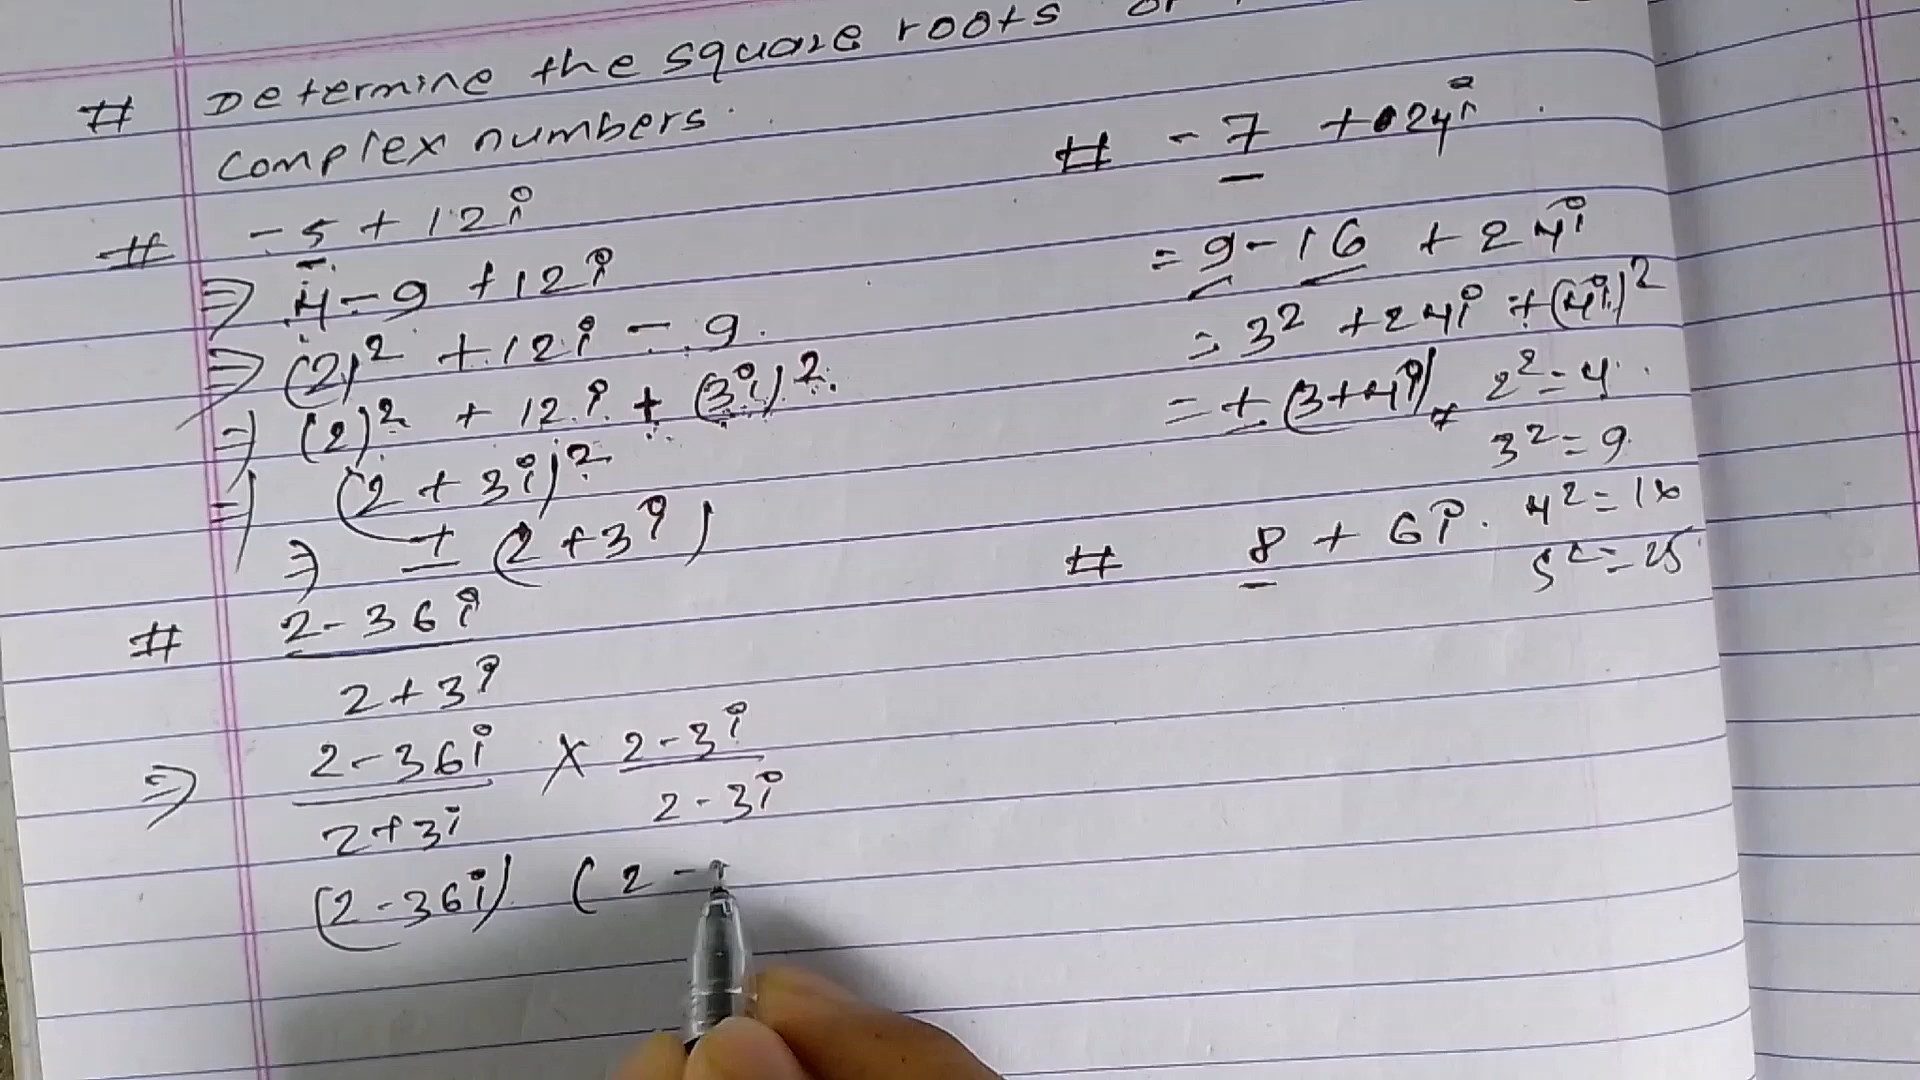 # Determine the square roots
complex numbers.
# - 5 + 12i
⇒ 4 - 9 + 12i
⇒ (2)² + 12i - 9.
⇒ (2)² + 12i + (3i)².
⇒ (2 + 3i)²
⇒ ± (2 + 3i)
# 2 - 36i
2 + 3i
⇒ 2 - 36i × 2 - 3i
2 + 3i 2 - 3i
(2 - 36i) (2 -
# - 7 + 24i
= 9 - 16 + 24i
= 3² + 24i + (4i)²
= ± (3 + 4i)
2² = 4
3² = 9
4² = 16
5² = 25
# 8 + 6i